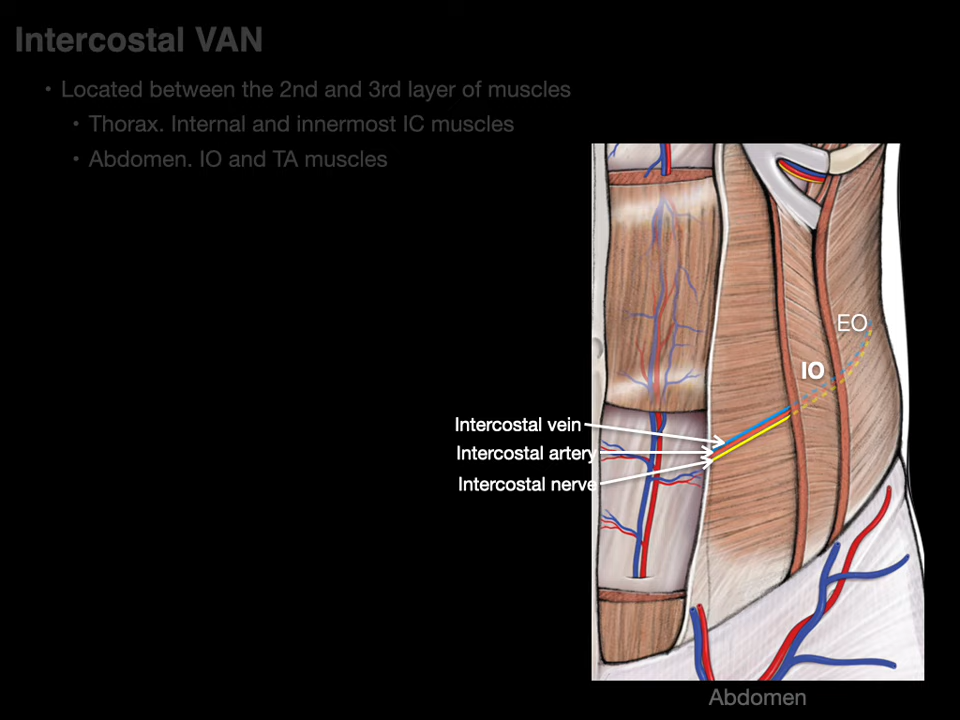 Intercostal VAN
• Located between the 2nd and 3rd layer of muscles
• Thorax. Internal and innermost IC muscles
• Abdomen. IO and TA muscles
EO
IO
Intercostal vein
Intercostal artery
Intercostal nerve
Abdomen